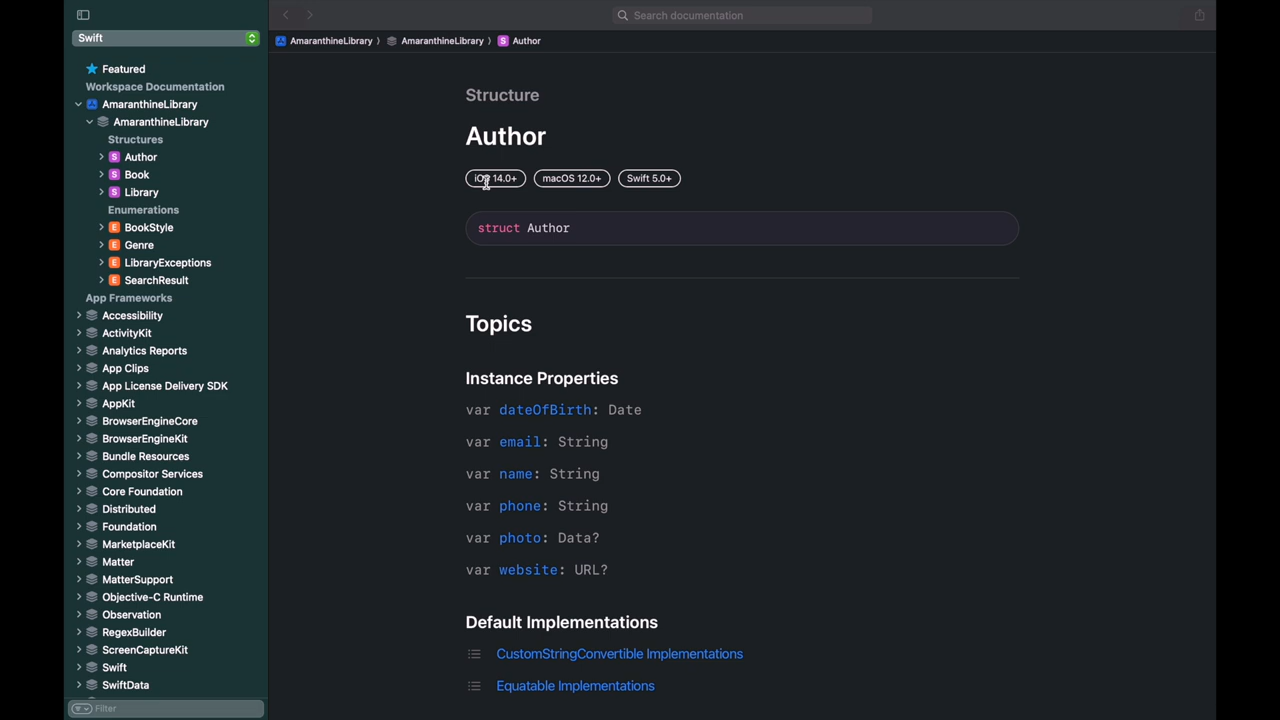 Swift
Featured
Workspace Documentation
AmaranthineLibrary
AmaranthineLibrary
Structures
S Author
S Book
S Library
Enumerations
E BookStyle
E Genre
E LibraryExceptions
E SearchResult
App Frameworks
Accessibility
ActivityKit
Analytics Reports
App Clips
App License Delivery SDK
AppKit
BrowserEngineCore
BrowserEngineKit
Bundle Resources
Compositor Services
Core Foundation
Distributed
Foundation
MarketplaceKit
Matter
MatterSupport
Objective-C Runtime
Observation
RegexBuilder
ScreenCaptureKit
Swift
SwiftData
Filter
Search documentation
AmaranthineLibrary ⟩ AmaranthineLibrary ⟩ S Author
Structure
Author
iOS 14.0+ macOS 12.0+ Swift 5.0+
struct Author
Topics
Instance Properties
var dateOfBirth: Date
var email: String
var name: String
var phone: String
var photo: Data?
var website: URL?
Default Implementations
CustomStringConvertible Implementations
Equatable Implementations